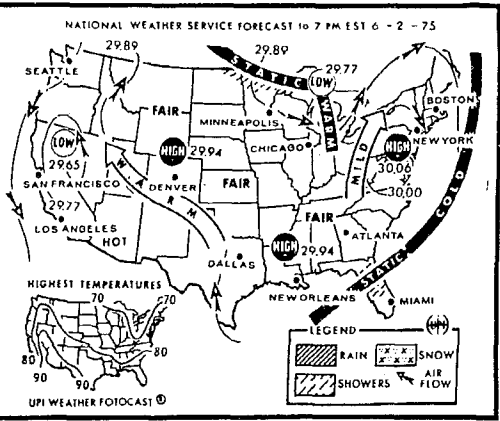 NATIONAL WEATHER SERVICE FORECAST to 7 PM EST 6 - 2 - 75
29.89
29.89
SEATTLE
STATIC
LOW
29.77
FAIR
MINNEAPOLIS
WARM
BOSTON
LOW
29.65
HIGH
29.94
CHICAGO
MILD
HIGH
NEW YORK
30.06
30.00
COLD
SAN FRANCISCO
WARM
DENVER
FAIR
29.77
LOS ANGELES
HOT
FAIR
ATLANTA
DALLAS
HIGH
29.94
STATIC
NEW ORLEANS
MIAMI
HIGHEST TEMPERATURES
70
70
80
80
90
90
UPI WEATHER FOTOCAST ®
LEGEND
UPI
RAIN
SNOW
SHOWERS
AIR FLOW